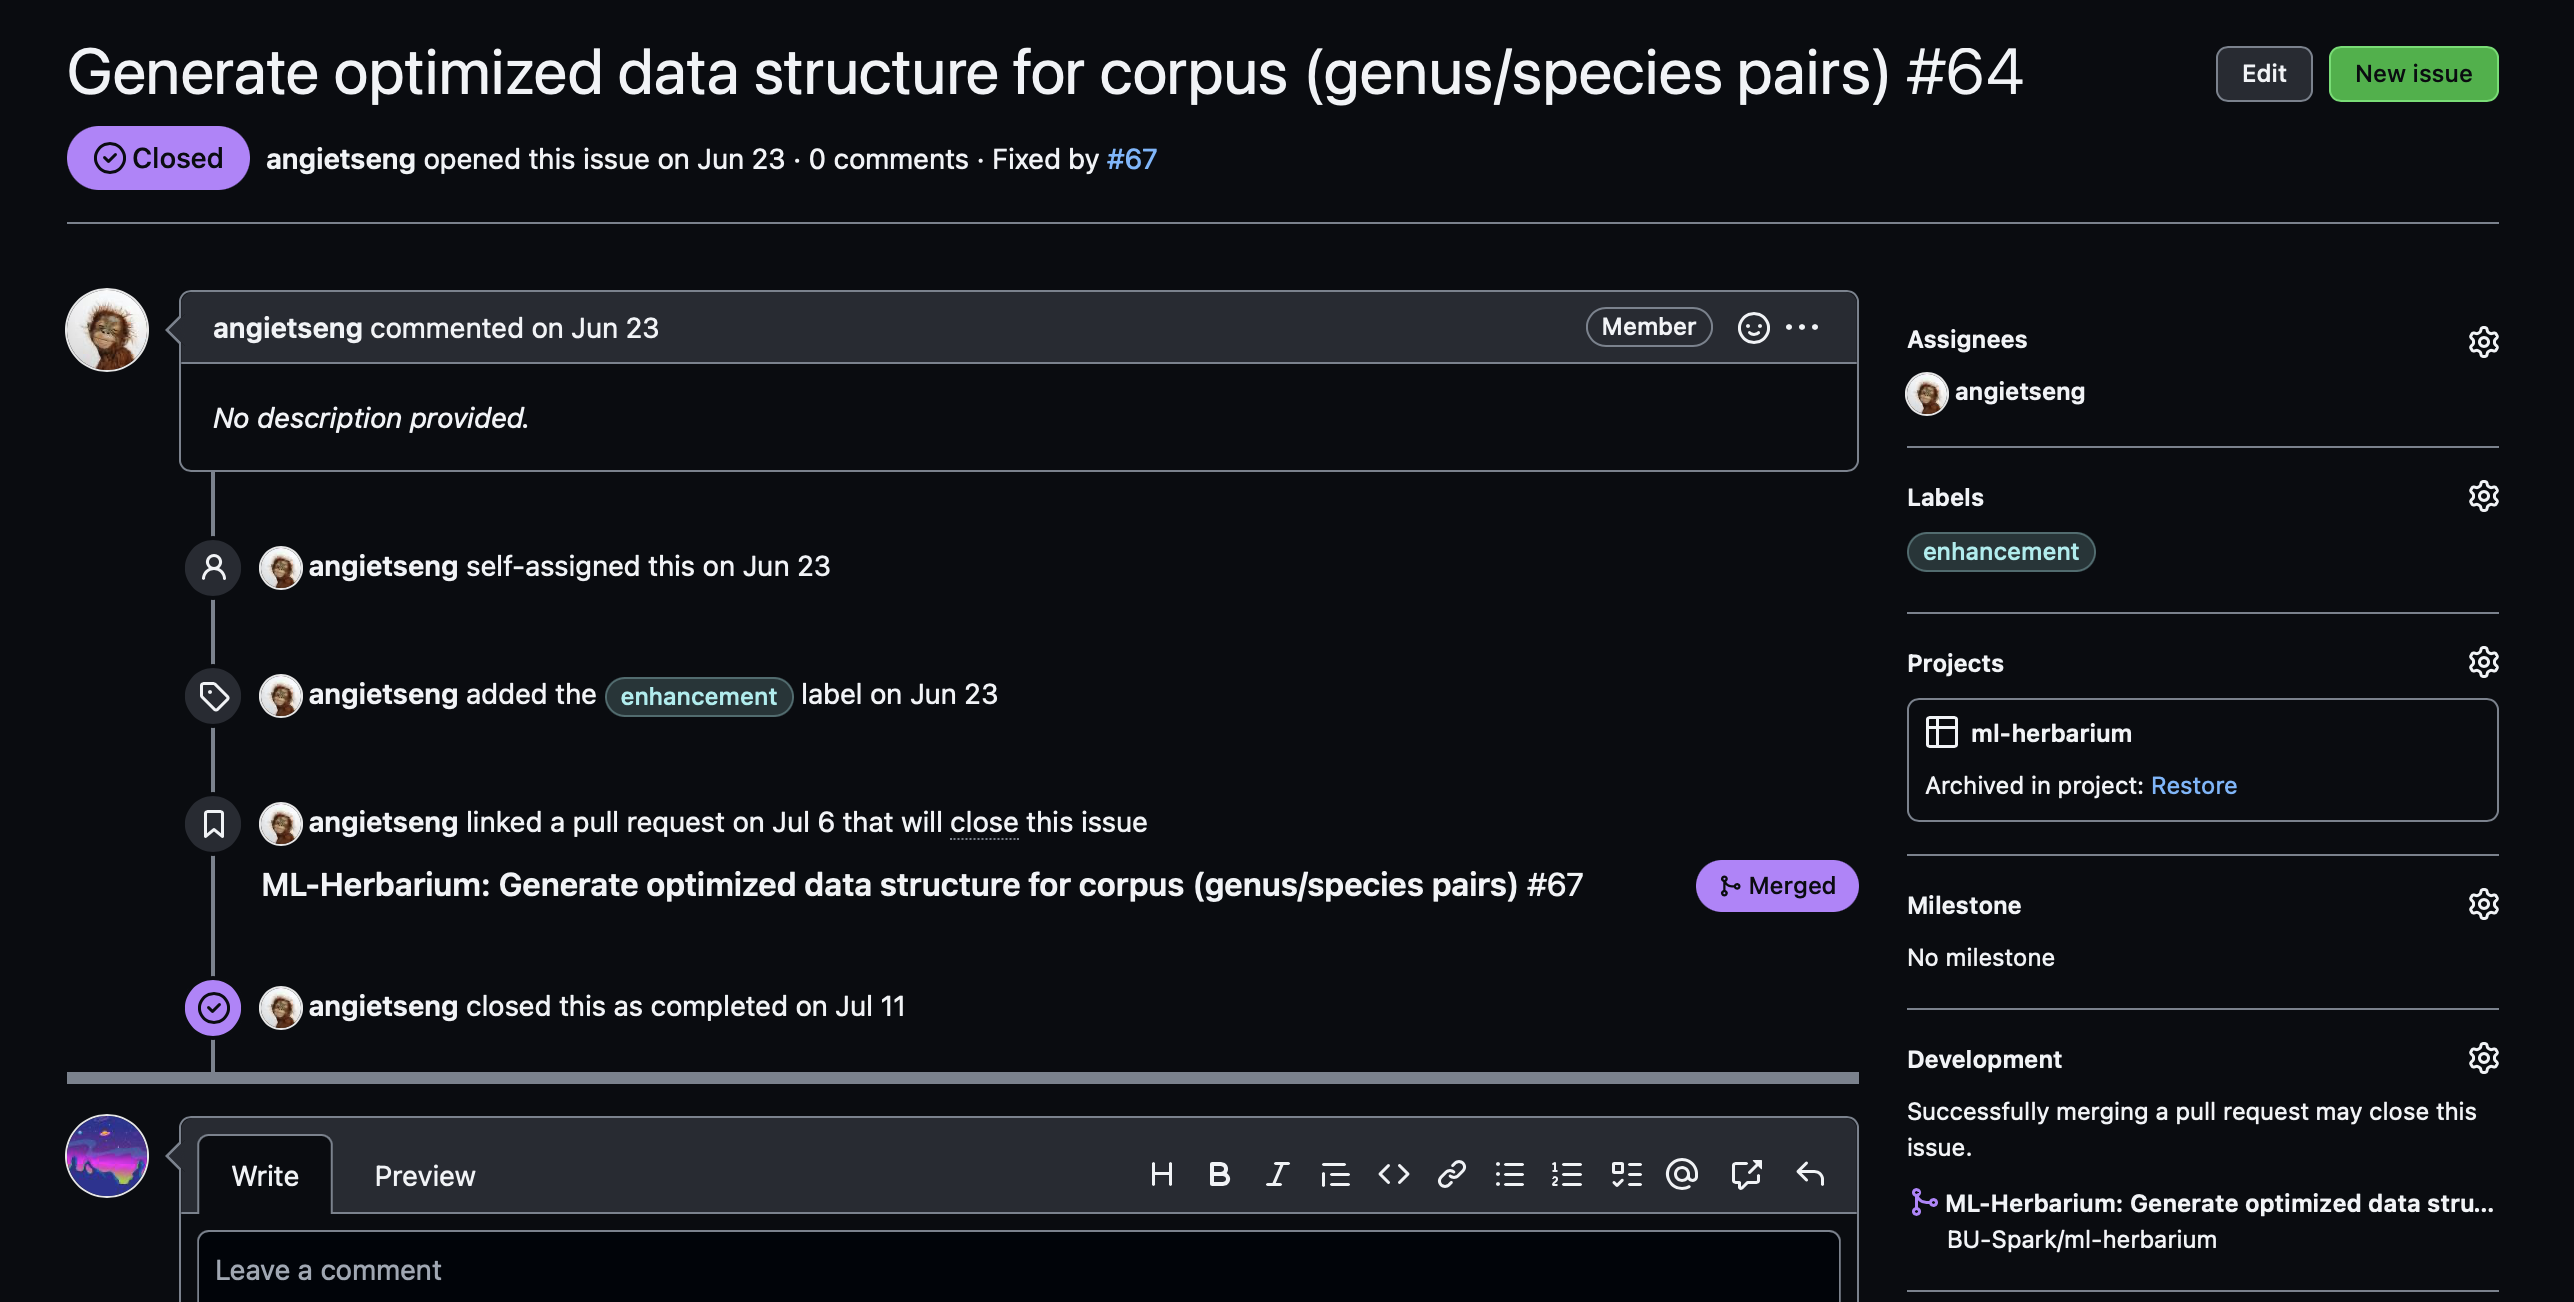 Generate optimized data structure for corpus (genus/species pairs) #64
Edit
New issue
Closed
angietseng opened this issue on Jun 23 · 0 comments · Fixed by #67
angietseng commented on Jun 23
Member
No description provided.
angietseng self-assigned this on Jun 23
angietseng added the enhancement label on Jun 23
angietseng linked a pull request on Jul 6 that will close this issue
ML-Herbarium: Generate optimized data structure for corpus (genus/species pairs) #67
Merged
angietseng closed this as completed on Jul 11
Write
Preview
Leave a comment
Assignees
angietseng
Labels
enhancement
Projects
ml-herbarium
Archived in project: Restore
Milestone
No milestone
Development
Successfully merging a pull request may close this
issue.
ML-Herbarium: Generate optimized data stru...
BU-Spark/ml-herbarium